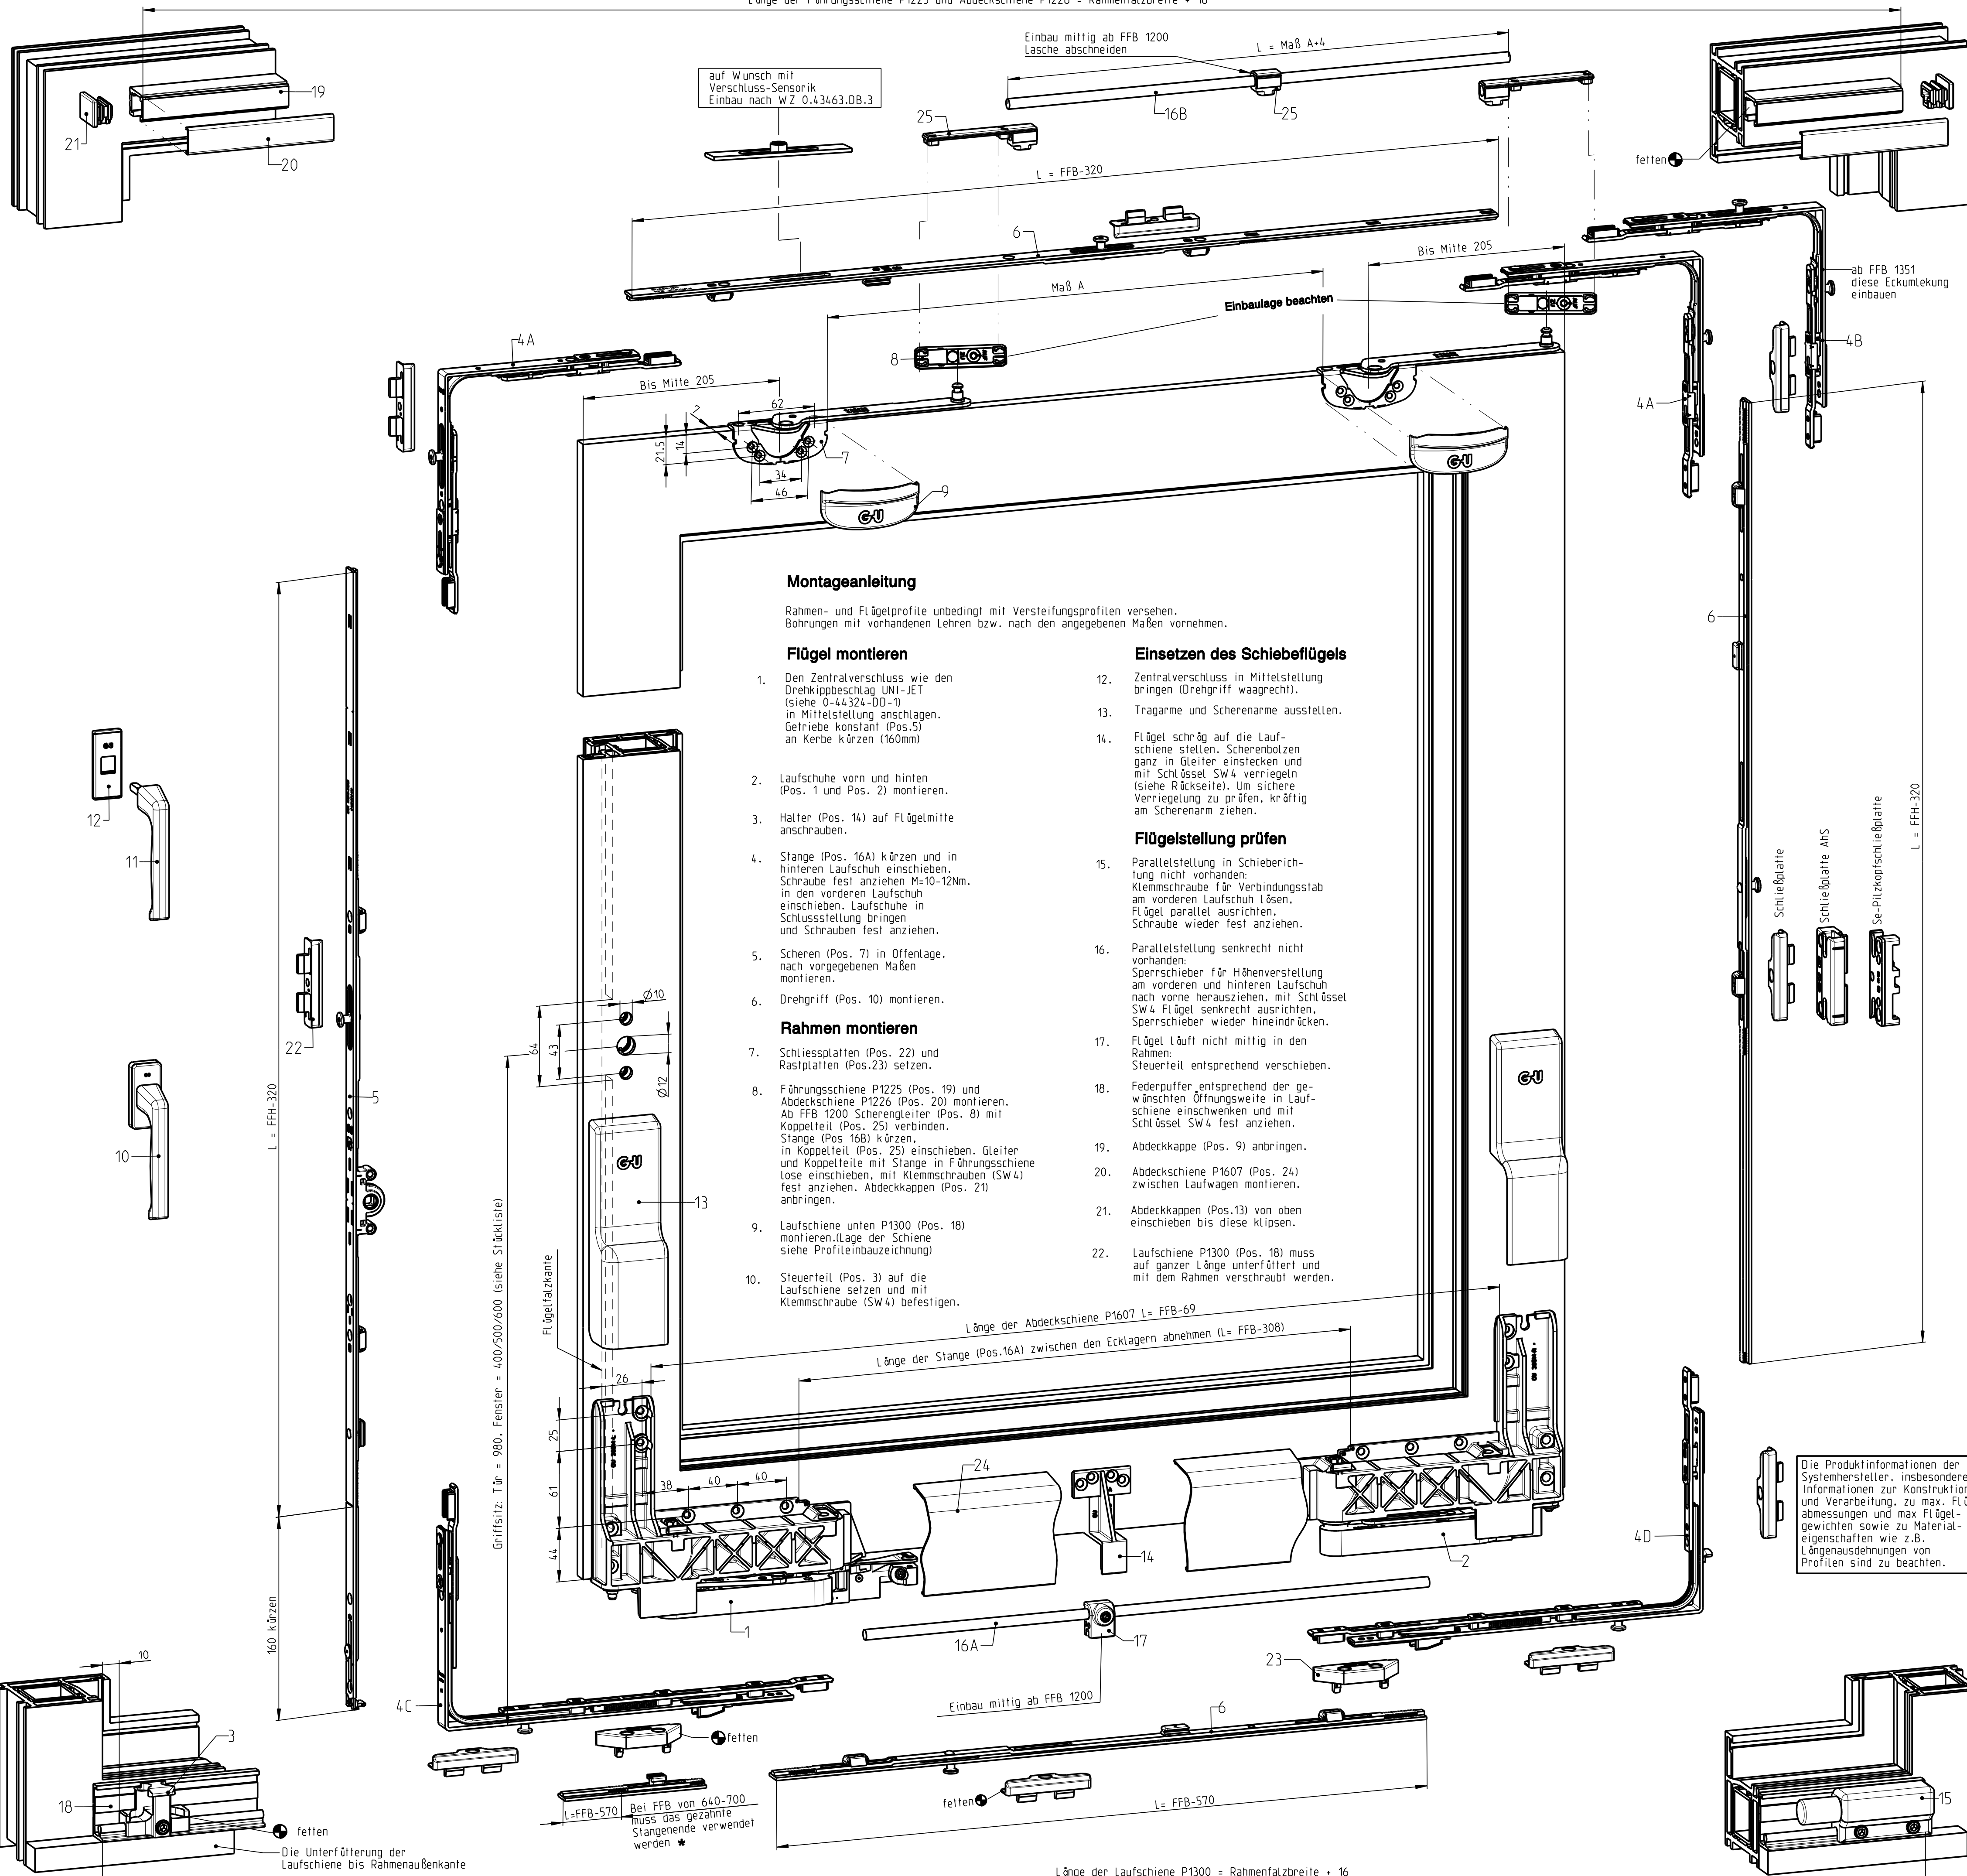 auf Wunsch mit
Verschluss-Sensorik
Einbau nach WZ 0.43463.DB.3
Einbau mittig ab FFB 1200
Lasche abschneiden
L = Maß A+4
19
21
20
25
16B
25
fetten
L = FFB-320
6
Bis Mitte 205
Maß A
Einbaulage beachten
ab FFB 1351
diese Eckumlekung
einbauen
4A
8
4B
4A
Bis Mitte 205
62
7
21.5
14
34
46
7
9
G-U
G-U
Montageanleitung
Rahmen- und Flügelprofile unbedingt mit Versteifungsprofilen versehen.
Bohrungen mit vorhandenen Lehren bzw. nach den angegebenen Maßen vornehmen.
Flügel montieren
1. Den Zentralverschluss wie den
Drehkippbeschlag UNI-JET
(siehe 0-44324-DD-1)
in Mittelstellung anschlagen.
Getriebe konstant (Pos.5)
an Kerbe kürzen (160mm)
2. Laufschuhe vorn und hinten
(Pos. 1 und Pos. 2) montieren.
3. Halter (Pos. 14) auf Flügelmitte
anschrauben.
4. Stange (Pos. 16A) kürzen und in
hinteren Laufschuh einschieben.
Schraube fest anziehen M=10-12Nm.
in den vorderen Laufschuh
einschieben. Laufschuhe in
Schlussstellung bringen
und Schrauben fest anziehen.
5. Scheren (Pos. 7) in Offenlage,
nach vorgegebenen Maßen
montieren.
6. Drehgriff (Pos. 10) montieren.
Rahmen montieren
7. Schliessplatten (Pos. 22) und
Rastplatten (Pos.23) setzen.
8. Führungsschiene P1225 (Pos. 19) und
Abdeckschiene P1226 (Pos. 20) montieren.
Ab FFB 1200 Scherengleiter (Pos. 8) mit
Koppelteil (Pos. 25) verbinden.
Stange (Pos 16B) kürzen,
in Koppelteil (Pos. 25) einschieben. Gleiter
und Koppelteile mit Stange in Führungsschiene
lose einschieben, mit Klemmschrauben (SW4)
fest anziehen. Abdeckkappen (Pos. 21)
anbringen.
9. Laufschiene unten P1300 (Pos. 18)
montieren.(Lage der Schiene
siehe Profileinbauzeichnung)
10. Steuerteil (Pos. 3) auf die
Laufschiene setzen und mit
Klemmschraube (SW4) befestigen.
Einsetzen des Schiebeflügels
12. Zentralverschluss in Mittelstellung
bringen (Drehgriff waagrecht).
13. Tragarme und Scherenarme ausstellen.
14. Flügel schräg auf die Lauf-
schiene stellen. Scherenbolzen
ganz in Gleiter einstecken und
mit Schlüssel SW4 verriegeln
(siehe Rückseite). Um sichere
Verriegelung zu prüfen, kräftig
am Scherenarm ziehen.
Flügelstellung prüfen
15. Parallelstellung in Schieberich-
tung nicht vorhanden:
Klemmschraube für Verbindungsstab
am vorderen Laufschuh lösen,
Flügel parallel ausrichten,
Schraube wieder fest anziehen.
16. Parallelstellung senkrecht nicht
vorhanden:
Sperrschieber für Höhenverstellung
am vorderen und hinteren Laufschuh
nach vorne herausziehen, mit Schlüssel
SW4 Flügel senkrecht ausrichten,
Sperrschieber wieder hineindrücken.
17. Flügel läuft nicht mittig in den
Rahmen:
Steuerteil entsprechend verschieben.
18. Federpuffer entsprechend der ge-
wünschten Öffnungsweite in Lauf-
schiene einschwenken und mit
Schlüssel SW4 fest anziehen.
19. Abdeckkappe (Pos. 9) anbringen.
20. Abdeckschiene P1607 (Pos. 24)
zwischen Laufwagen montieren.
21. Abdeckkappen (Pos.13) von oben
einschieben bis diese klipsen.
22. Laufschiene P1300 (Pos. 18) muss
auf ganzer Länge unterfüttert und
mit dem Rahmen verschraubt werden.
G-U
12
11
22
10
5
L = FFH-320
160 kürzen
Griffsitz: Tür = 980, Fenster = 400/500/600 (siehe Stückliste)
Ø10
64
43
Ø12
G-U
13
Flügelfalzkante
6
L = FFH-320
Schließplatte
Schließplatte AhS
Se-Pilzkopfschließplatte
G-U
Länge der Abdeckschiene P1607 L= FFB-69
Länge der Stange (Pos.16A) zwischen den Ecklagern abnehmen (L= FFB-308)
26
25
61
44
38
40
40
24
14
2
4D
1
16A
17
23
Einbau mittig ab FFB 1200
Die Produktinformationen der
Systemhersteller, insbesondere
Informationen zur Konstruktion
und Verarbeitung, zu max.
abmessungen und max Flügel-
gewichten sowie zu Material-
eigenschaften wie z.B.
Längenausdehnungen von
Profilen sind zu beachten.
10
3
18
fetten
Die Unterfütterung der
Laufschiene bis Rahmenaußenkante
4C
fetten
L=FFB-570
Bei FFB von 640-700
muss das gezahnte
Stangenende verwendet
werden *
6
fetten
L= FFB-570
15
Länge der Laufschiene P1300 = Rahmenfalzbreite + 16